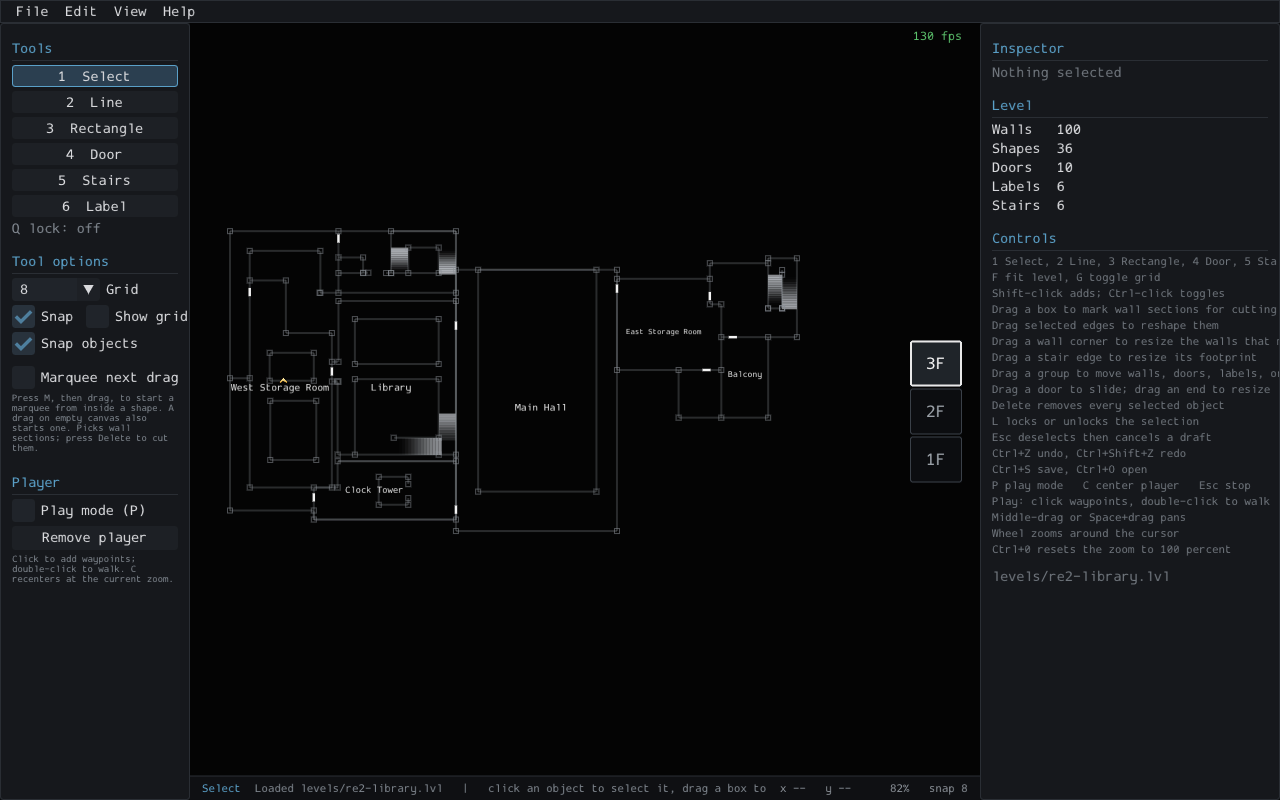 File Edit View Help
Tools
1 Select
2 Line
3 Rectangle
4 Door
5 Stairs
6 Label
Q lock: off
Tool options
8 Grid
Snap Show grid
Snap objects
Marquee next drag
Press M, then drag, to start a
marquee from inside a shape. A
drag on empty canvas also
starts one. Picks wall
sections; press Delete to cut
them.
Player
Play mode (P)
Remove player
Click to add waypoints;
double-click to walk. C
recenters at the current zoom.
130 fps
East Storage Room
Balcony
West Storage Room
Library
Main Hall
Clock Tower
3F
2F
1F
Select Loaded levels/re2-library.lvl | click an object to select it, drag a box to x -- y -- 82% snap 8
Inspector
Nothing selected
Level
Walls 100
Shapes 36
Doors 10
Labels 6
Stairs 6
Controls
1 Select, 2 Line, 3 Rectangle, 4 Door, 5 Sta
F fit level, G toggle grid
Shift-click adds; Ctrl-click toggles
Drag a box to mark wall sections for cutting
Drag selected edges to reshape them
Drag a wall corner to resize the walls that
Drag a stair edge to resize its footprint
Drag a group to move walls, doors, labels,
Drag a door to slide; drag an end to resize
Delete removes every selected object
L locks or unlocks the selection
Esc deselects then cancels a draft
Ctrl+Z undo, Ctrl+Shift+Z redo
Ctrl+S save, Ctrl+O open
P play mode C center player Esc stop
Play: click waypoints, double-click to walk
Middle-drag or Space+drag pans
Wheel zooms around the cursor
Ctrl+0 resets the zoom to 100 percent
levels/re2-library.lvl